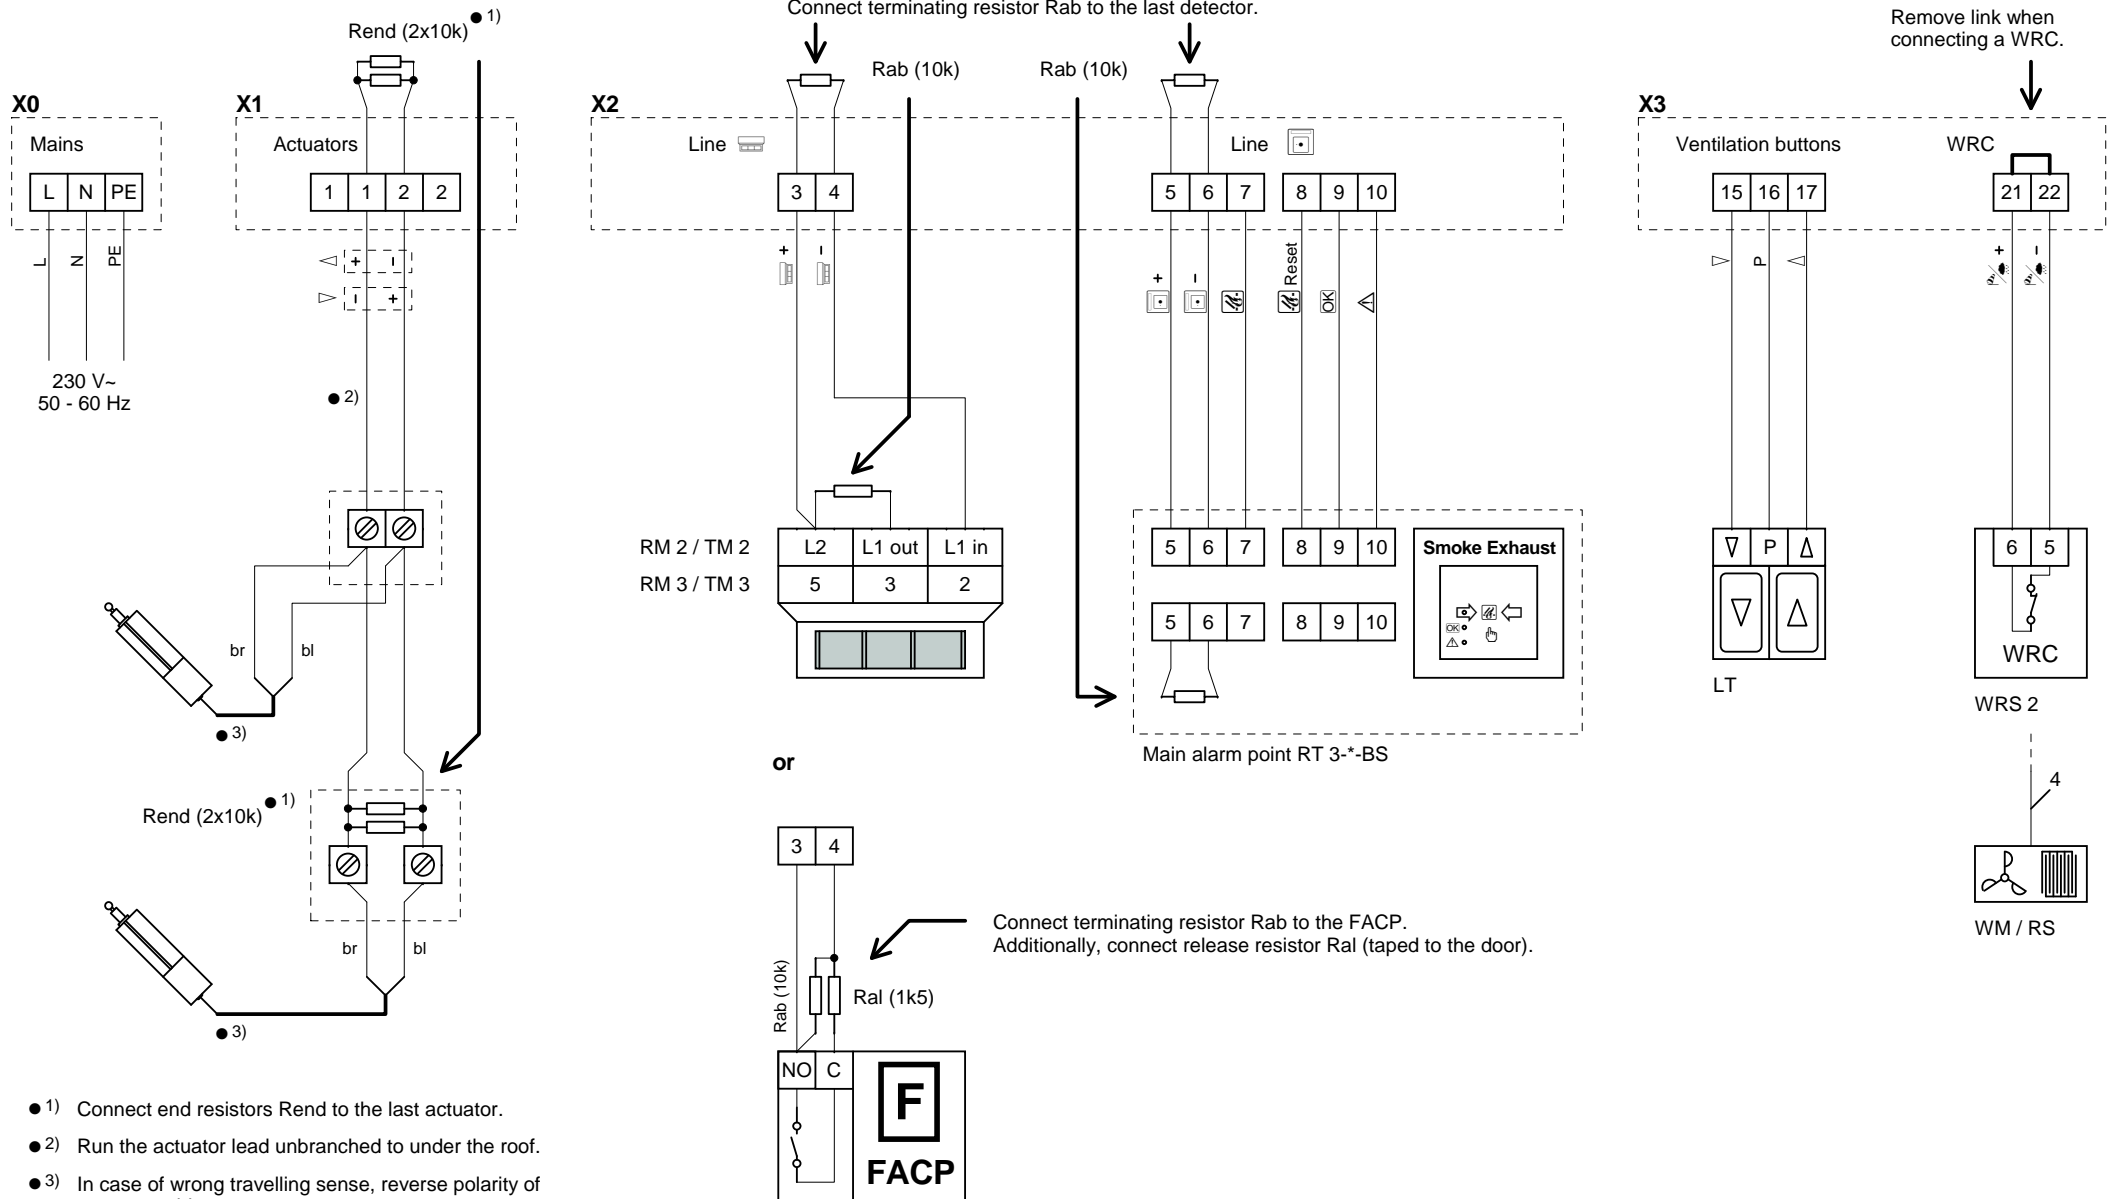 Connect terminating resistor Rab to the last detector.
Rend (2x10k) ● 1)
Rab (10k)
Rab (10k)
Remove link when
connecting a WRC.
X0
X1
X2
X3
Mains
Actuators
Line
Line
Ventilation buttons
WRC
L N PE
1 1 2 2
3 4
5 6 7
8 9 10
15 16 17
21 22
L
N
PE
+ -
- +
+
-
+
-
Reset
OK
P
+
-
230 V~
50 - 60 Hz
● 2)
RM 2 / TM 2
L2 L1 out L1 in
RM 3 / TM 3
5 3 2
5 6 7
8 9 10
Smoke Exhaust
OK
5 6 7
8 9 10
P
LT
6 5
WRC
WRS 2
br
bl
● 3)
Main alarm point RT 3-*-BS
or
4
Rend (2x10k) ● 1)
3 4
WM / RS
Connect terminating resistor Rab to the FACP.
Additionally, connect release resistor Ral (taped to the door).
br
bl
Rab (10k)
Ral (1k5)
● 3)
NO C
F
FACP
● 1) Connect end resistors Rend to the last actuator.
● 2) Run the actuator lead unbranched to under the roof.
● 3) In case of wrong travelling sense, reverse polarity of